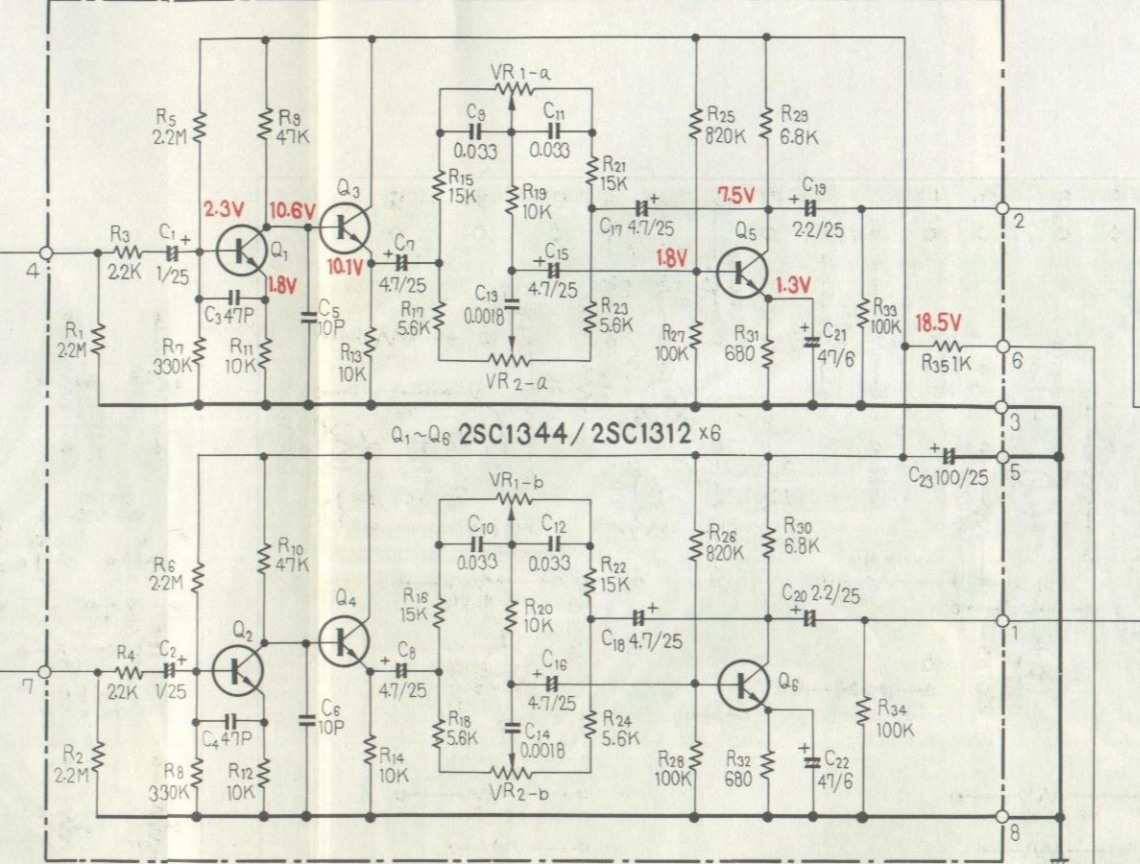 VR1-a
C9
C11
0.033
0.033
R5
2.2M
R9
47K
R25
820K
R29
6.8K
R21
15K
R15
15K
R19
10K
Q3
2.3V
10.6V
7.5V
C19
2.2/25
2
R3
2.2K
C1
1/25
Q1
10.1V
C7
4.7/25
C15
4.7/25
C17 4.7/25
1.8V
Q5
1.3V
4
1.8V
C3 47P
C5
10P
C13
0.0018
R17
5.6K
R23
5.6K
R1
2.2M
R7
330K
R11
10K
R13
10K
R27
100K
R31
680
C21
47/6
R33
100K
18.5V
R35 1K
6
VR2-a
3
Q1~Q6 2SC1344/2SC1312 x6
C23 100/25
5
VR1-b
C10
C12
0.033
0.033
R6
2.2M
R10
47K
R26
820K
R30
6.8K
R22
15K
R16
15K
R20
10K
Q4
C20 2.2/25
1
R4
2.2K
C2
1/25
Q2
C8
4.7/25
C16
4.7/25
C18 4.7/25
Q6
7
C4 47P
C6
10P
C14
0.0018
R18
5.6K
R24
5.6K
R34
100K
R2
2.2M
R8
330K
R12
10K
R14
10K
R28
100K
R32
680
C22
47/6
VR2-b
8